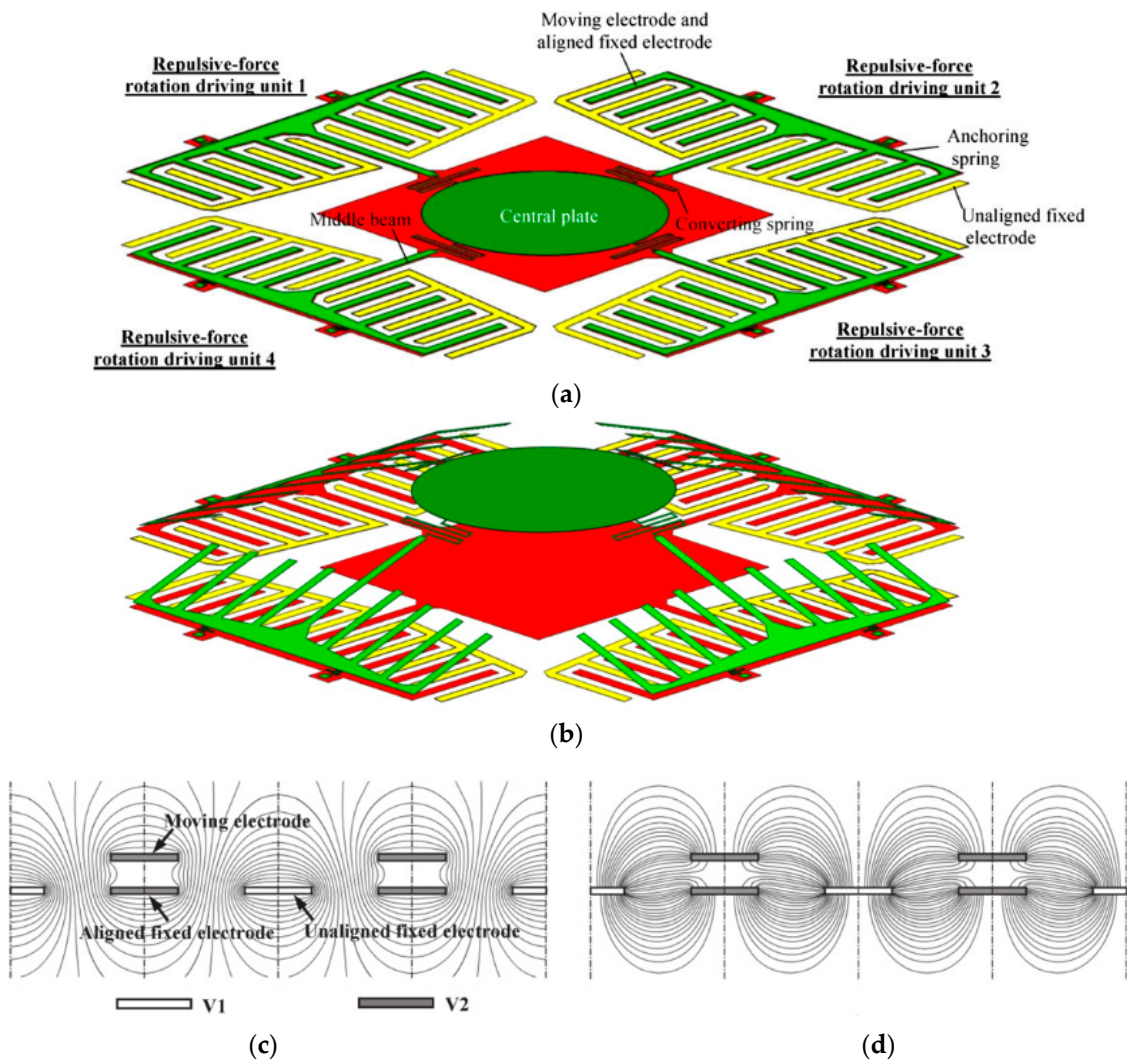 Moving electrode and
aligned fixed electrode
Repulsive-force
rotation driving unit 1
Repulsive-force
rotation driving unit 2
Anchoring
spring
Middle beam
Central plate
Converting spring
Unaligned fixed
electrode
Repulsive-force
rotation driving unit 4
Repulsive-force
rotation driving unit 3
(a)
(b)
Moving electrode
Aligned fixed electrode
Unaligned fixed electrode
V1
V2
(c)
(d)